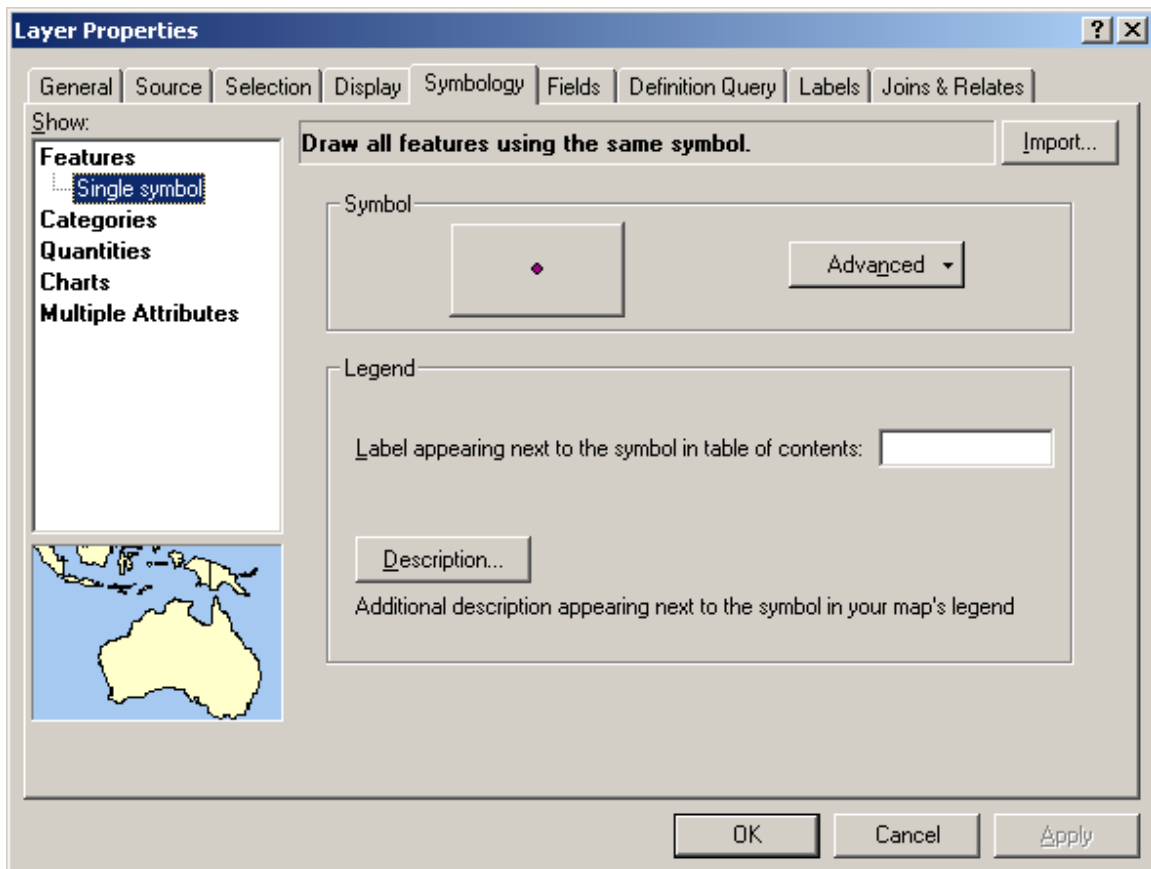 Layer Properties
General Source Selection Display Symbology Fields Definition Query Labels Joins & Relates
Show:
Features
Single symbol
Categories
Quantities
Charts
Multiple Attributes
Draw all features using the same symbol.
Import...
Symbol
Advanced
Legend
Label appearing next to the symbol in table of contents:
Description...
Additional description appearing next to the symbol in your map's legend
OK Cancel Apply